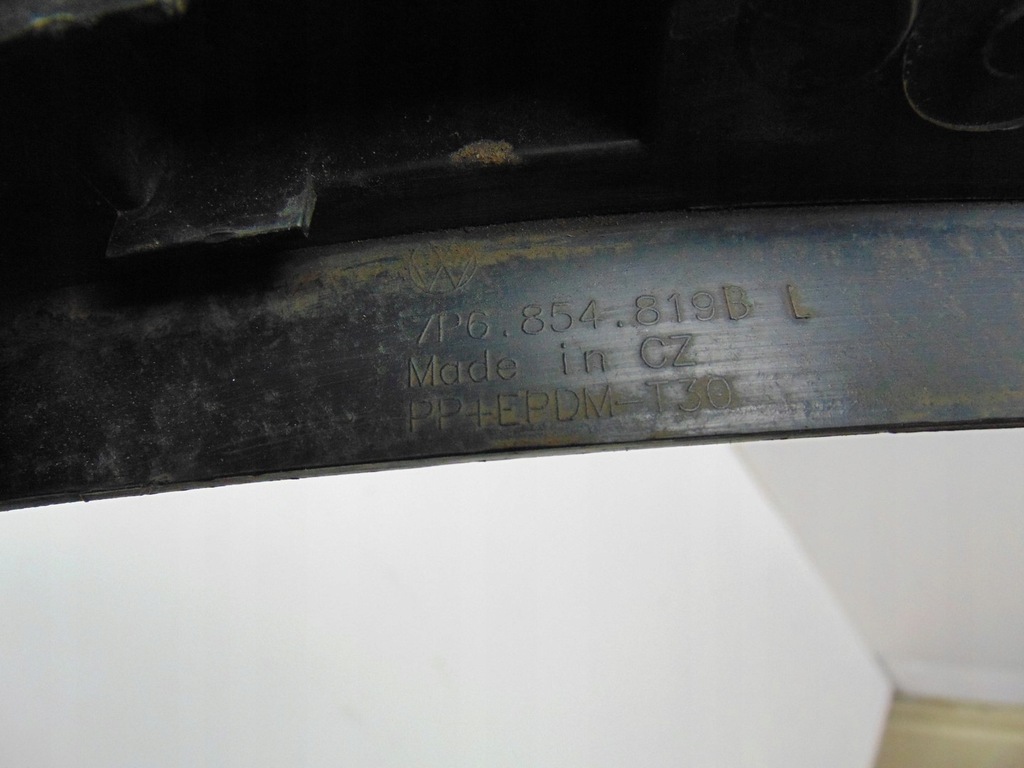 7P6.854.819B L
Made in CZ
PP+EPDM-T30